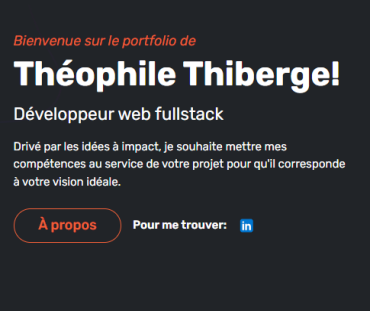 Bienvenue sur le portfolio de
Théophile Thiberge!
Développeur web fullstack
Drivé par les idées à impact, je souhaite mettre mes
compétences au service de votre projet pour qu'il corresponde
à votre vision idéale.
À propos
Pour me trouver:
in